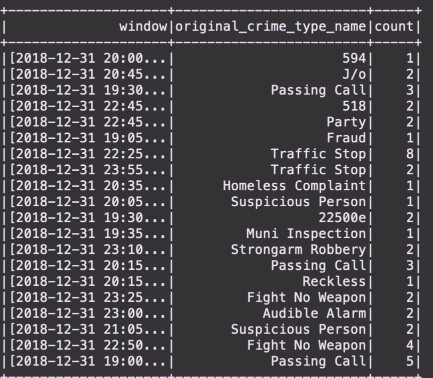 +--------------------+------------------------+-----+
|              window|original_crime_type_name|count|
+--------------------+------------------------+-----+
|[2018-12-31 20:00...|                     594|    1|
|[2018-12-31 20:45...|                     J/o|    2|
|[2018-12-31 19:30...|            Passing Call|    3|
|[2018-12-31 22:45...|                     518|    2|
|[2018-12-31 22:45...|                   Party|    2|
|[2018-12-31 19:05...|                   Fraud|    1|
|[2018-12-31 22:25...|            Traffic Stop|    8|
|[2018-12-31 23:55...|            Traffic Stop|    2|
|[2018-12-31 20:35...|      Homeless Complaint|    1|
|[2018-12-31 20:05...|       Suspicious Person|    1|
|[2018-12-31 19:30...|                  22500e|    2|
|[2018-12-31 19:35...|         Muni Inspection|    1|
|[2018-12-31 23:10...|       Strongarm Robbery|    2|
|[2018-12-31 20:15...|            Passing Call|    3|
|[2018-12-31 20:15...|                Reckless|    1|
|[2018-12-31 23:25...|         Fight No Weapon|    2|
|[2018-12-31 23:00...|           Audible Alarm|    2|
|[2018-12-31 21:05...|       Suspicious Person|    2|
|[2018-12-31 22:50...|         Fight No Weapon|    4|
|[2018-12-31 19:00...|            Passing Call|    5|
+--------------------+------------------------+-----+